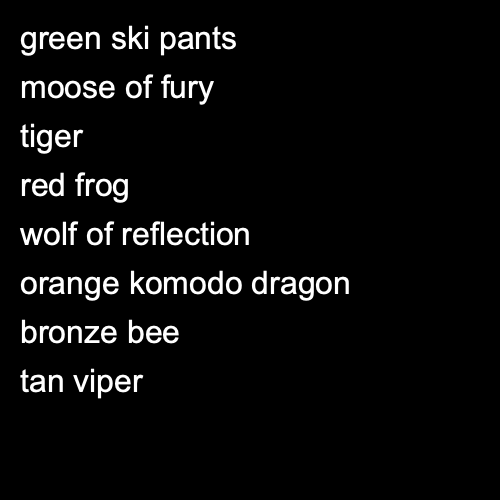 green ski pants
moose of fury
tiger
red frog
wolf of reflection
orange komodo dragon
bronze bee
tan viper